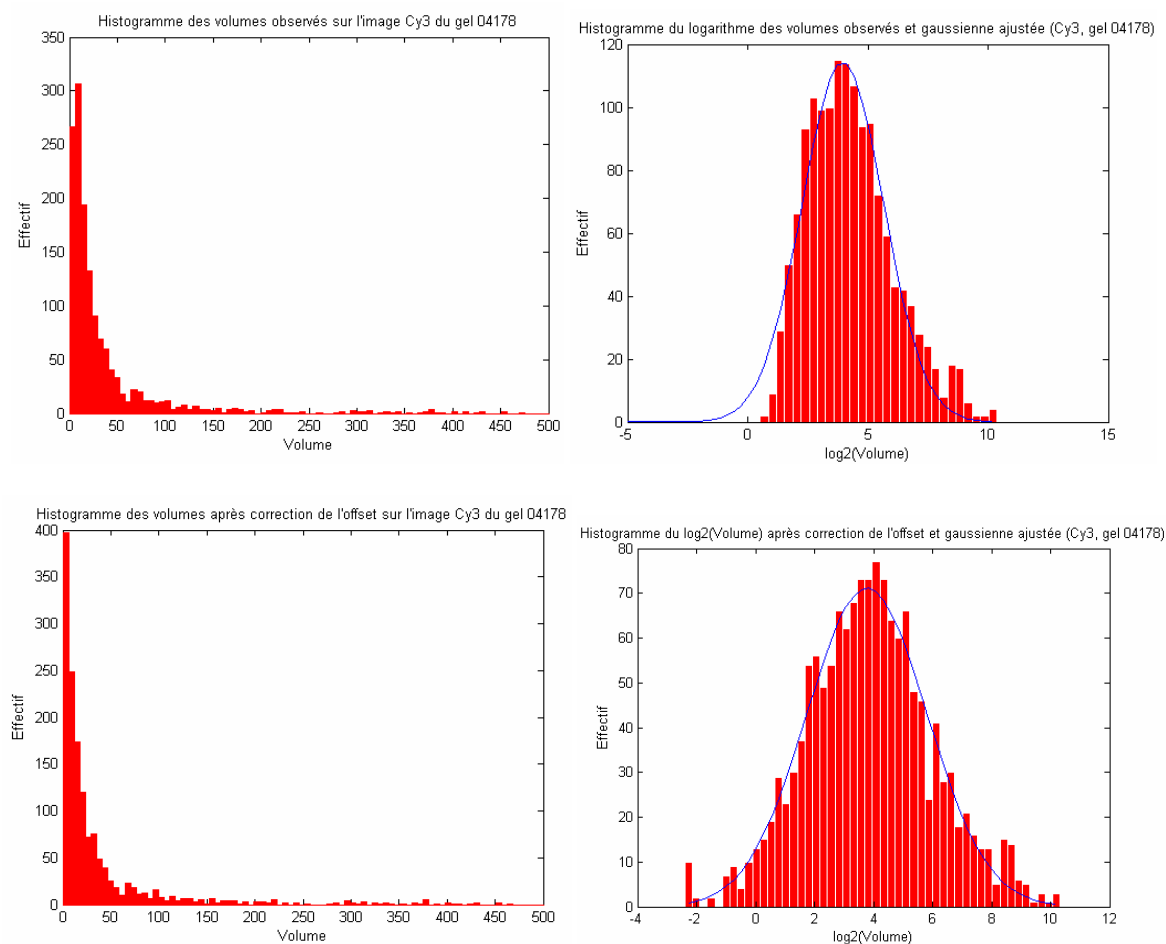 Histogramme des volumes observés sur l'image Cy3 du gel 04178
350
300
250
200
150
100
50
0
Effectif
0 50 100 150 200 250 300 350 400 450 500
Volume
Histogramme du logarithme des volumes observés et gaussienne ajustée (Cy3, gel 04178)
120
100
80
60
40
20
0
Effectif
-5 0 5 10 15
log2(Volume)
Histogramme des volumes après correction de l'offset sur l'image Cy3 du gel 04178
400
350
300
250
200
150
100
50
0
Effectif
0 50 100 150 200 250 300 350 400 450 500
Volume
Histogramme du log2(Volume) après correction de l'offset et gaussienne ajustée (Cy3, gel 04178)
80
70
60
50
40
30
20
10
0
Effectif
-4 -2 0 2 4 6 8 10 12
log2(Volume)